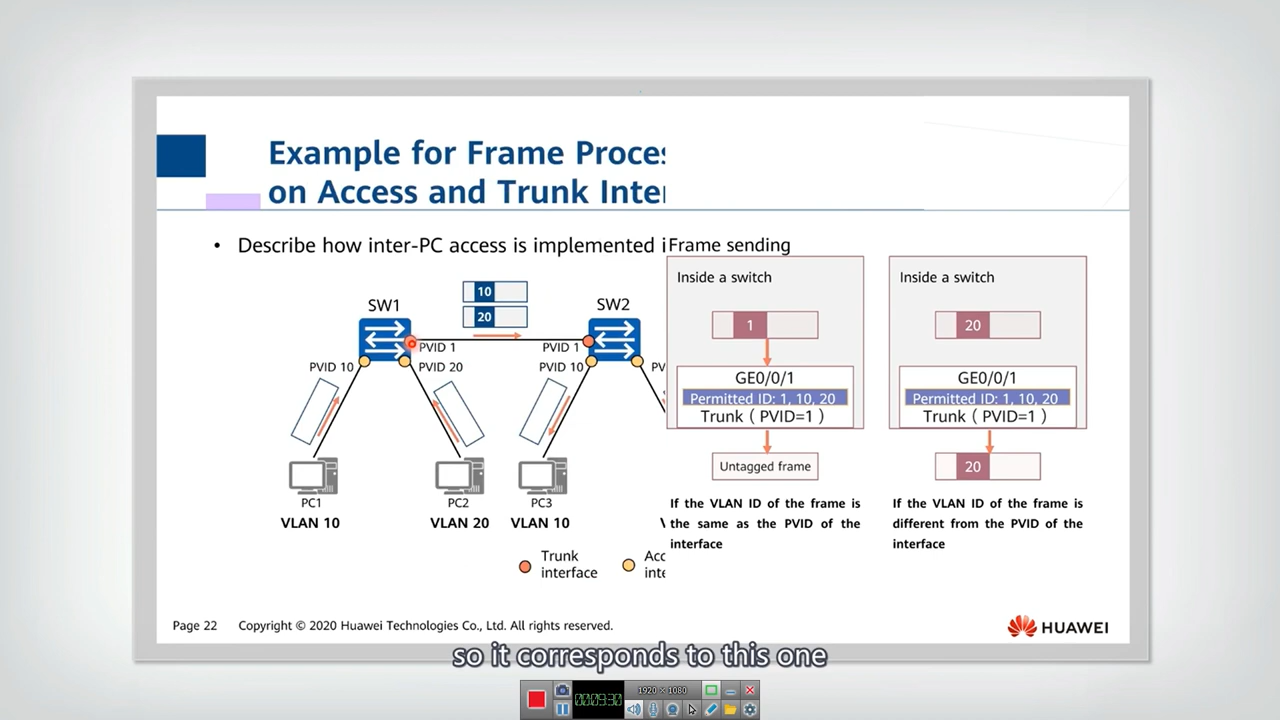 Example for Frame Proces
on Access and Trunk Inter
• Describe how inter-PC access is implemented i
Frame sending
Inside a switch
Inside a switch
10
20
SW1
SW2
1
20
PVID 1
PVID 1
PVID 10
PVID 20
PVID 10
PV
GE0/0/1
Permitted ID: 1, 10, 20
Trunk ( PVID=1 )
GE0/0/1
Permitted ID: 1, 10, 20
Trunk ( PVID=1 )
Untagged frame
20
PC1
PC2
PC3
VLAN 10
VLAN 20
VLAN 10
If the VLAN ID of the frame is
the same as the PVID of the
interface
If the VLAN ID of the frame is
different from the PVID of the
interface
Trunk
interface
Acc
inte
Page 22
Copyright © 2020 Huawei Technologies Co., Ltd. All rights reserved.
HUAWEI
so it corresponds to this one
1920 × 1080
00:09:30